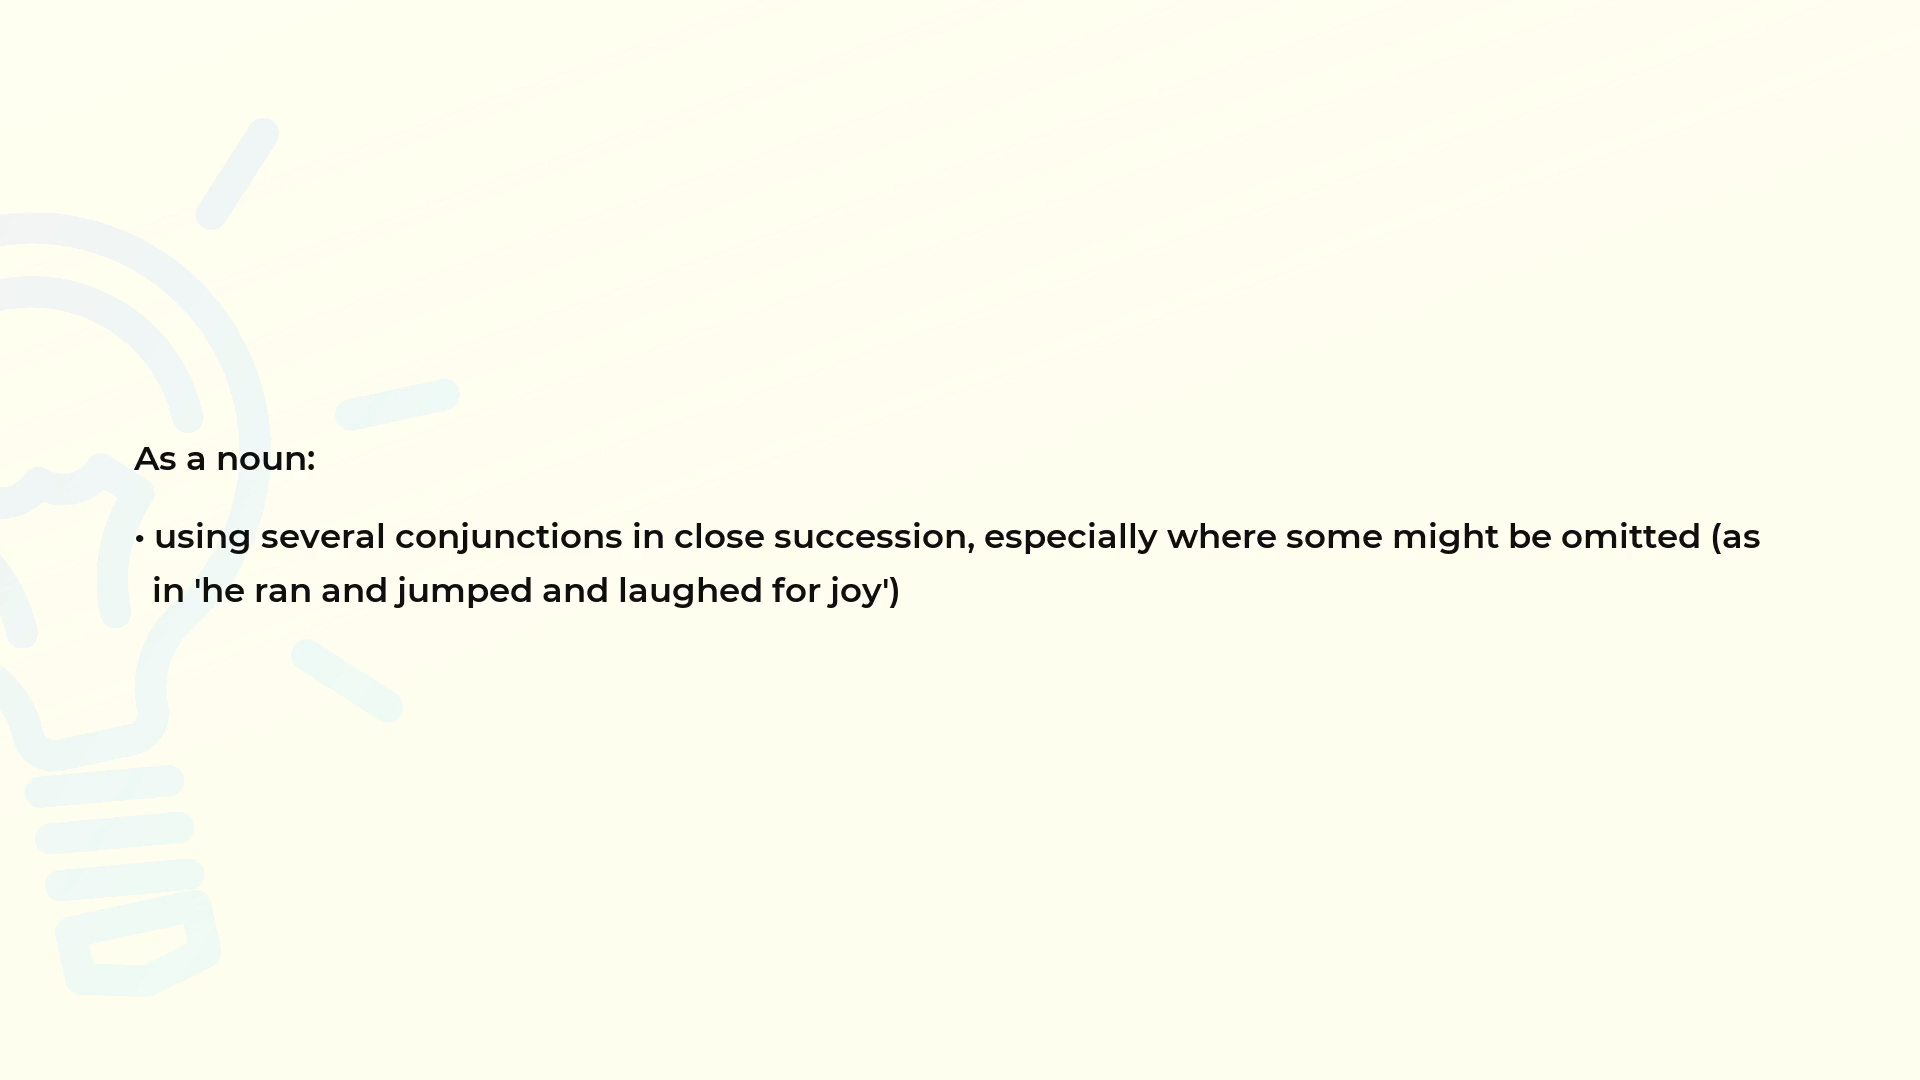 As a noun:
• using several conjunctions in close succession, especially where some might be omitted (as
in 'he ran and jumped and laughed for joy')